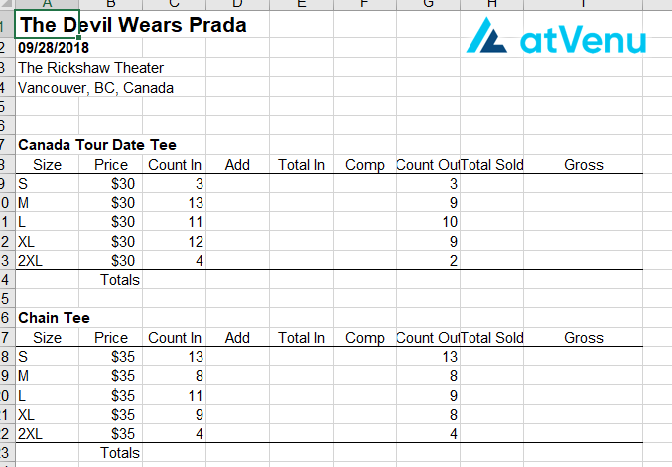 A B C D E F G H I
1 The Devil Wears Prada atVenu
2 09/28/2018
3 The Rickshaw Theater
4 Vancouver, BC, Canada
5
6
7 Canada Tour Date Tee
8 Size Price Count In Add Total In Comp Count Out Total Sold Gross
9 S $30 3 3
0 M $30 13 9
1 L $30 11 10
2 XL $30 12 9
3 2XL $30 4 2
4 Totals
5
6 Chain Tee
7 Size Price Count In Add Total In Comp Count Out Total Sold Gross
8 S $35 13 13
9 M $35 8 8
0 L $35 11 9
1 XL $35 9 8
2 2XL $35 4 4
3 Totals